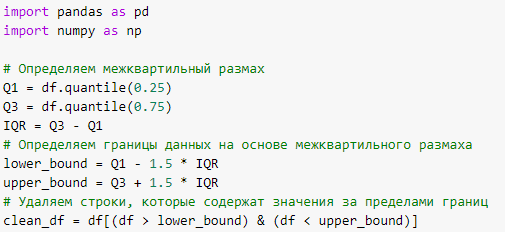 import pandas as pd
import numpy as np
# Определяем межквартильный размах
Q1 = df.quantile(0.25)
Q3 = df.quantile(0.75)
IQR = Q3 - Q1
# Определяем границы данных на основе межквартильного размаха
lower_bound = Q1 - 1.5 * IQR
upper_bound = Q3 + 1.5 * IQR
# Удаляем строки, которые содержат значения за пределами границ
clean_df = df[(df > lower_bound) & (df < upper_bound)]